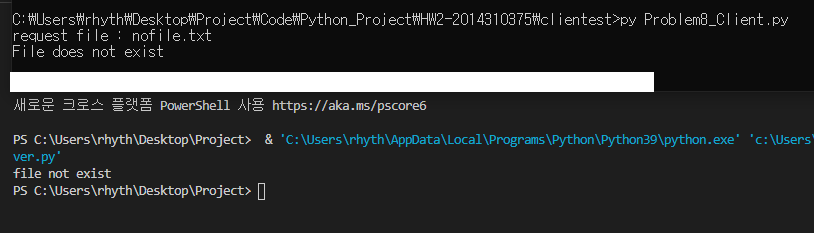 C:₩Users₩rhyth₩Desktop₩Project₩Code₩Python_Project₩HW2-2014310375₩clientest>py Problem8_Client.py
request file : nofile.txt
File does not exist
새로운 크로스 플랫폼 PowerShell 사용 https://aka.ms/pscore6
PS C:\Users\rhyth\Desktop\Project> & 'C:\Users\rhyth\AppData\Local\Programs\Python\Python39\python.exe' 'c:\Users
ver.py'
file not exist
PS C:\Users\rhyth\Desktop\Project>